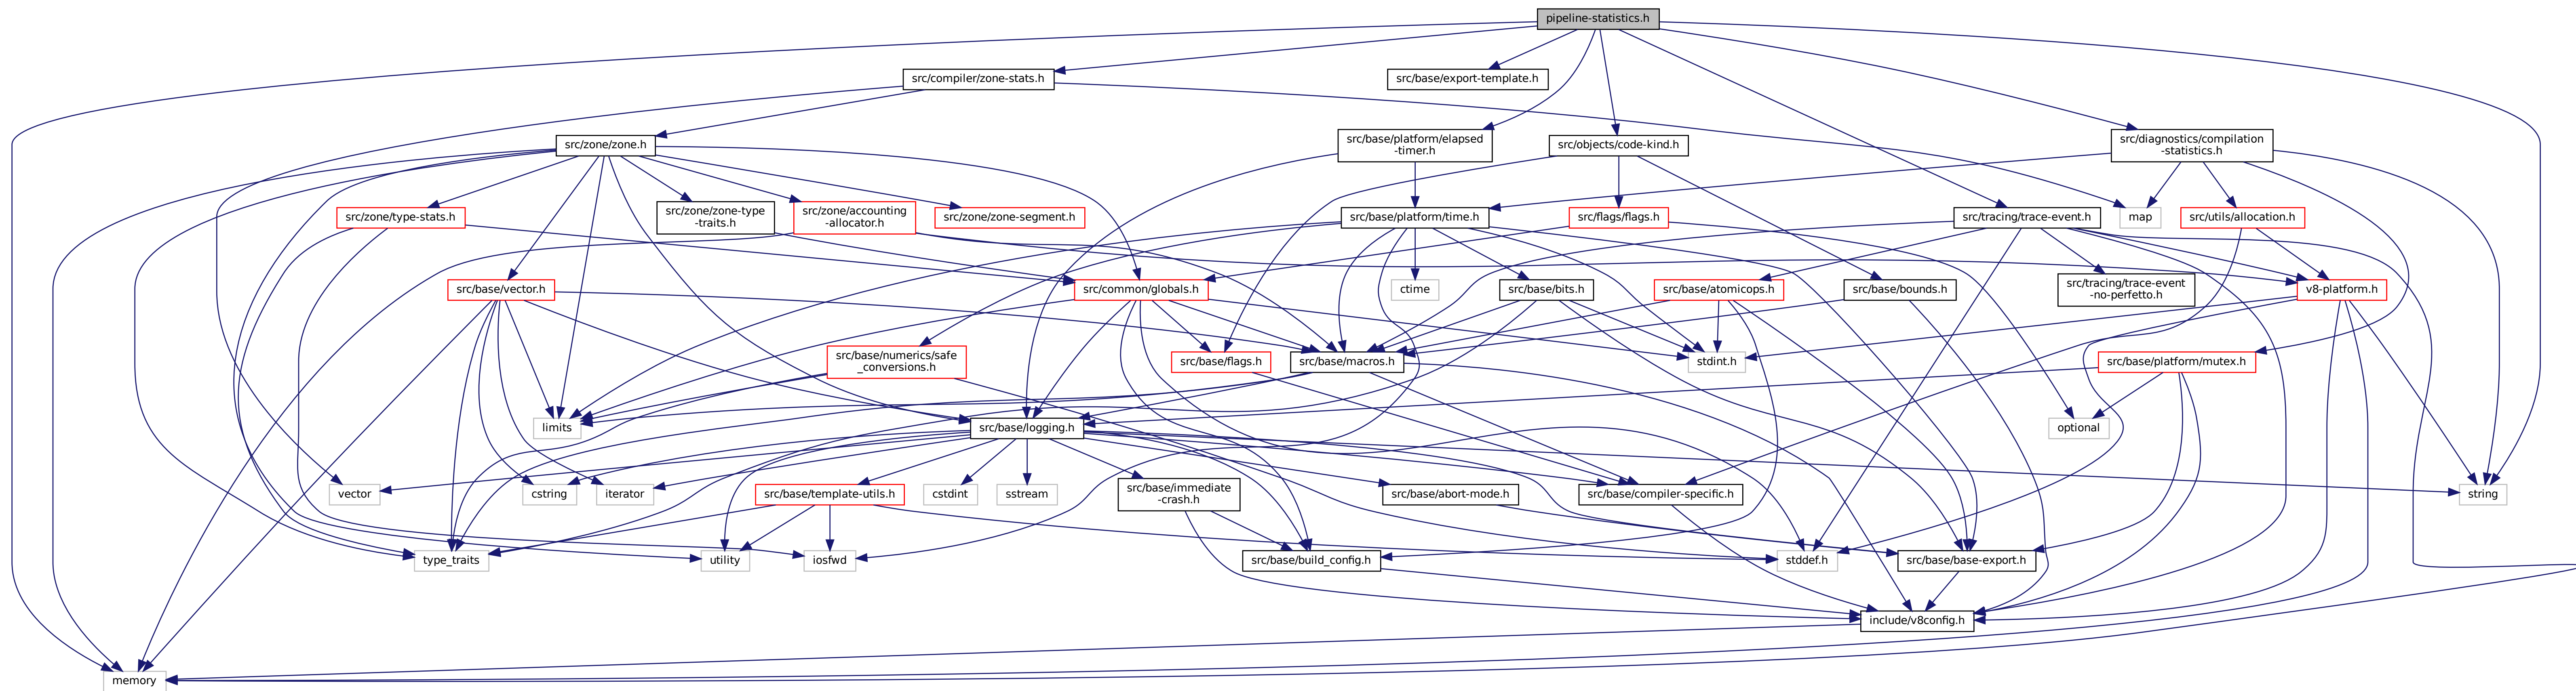 pipeline-statistics.h
src/compiler/zone-stats.h
src/base/export-template.h
src/zone/zone.h
src/base/platform/elapsed
-timer.h
src/objects/code-kind.h
src/diagnostics/compilation
-statistics.h
src/zone/type-stats.h
src/zone/zone-type
-traits.h
src/zone/accounting
-allocator.h
src/zone/zone-segment.h
src/base/platform/time.h
src/flags/flags.h
src/tracing/trace-event.h
map
src/utils/allocation.h
src/base/vector.h
src/common/globals.h
ctime
src/base/bits.h
src/base/atomicops.h
src/base/bounds.h
src/tracing/trace-event
-no-perfetto.h
v8-platform.h
src/base/numerics/safe
_conversions.h
src/base/flags.h
src/base/macros.h
stdint.h
src/base/platform/mutex.h
limits
src/base/logging.h
optional
vector
cstring
iterator
src/base/template-utils.h
cstdint
sstream
src/base/immediate
-crash.h
src/base/abort-mode.h
src/base/compiler-specific.h
string
type_traits
utility
iosfwd
src/base/build_config.h
stddef.h
src/base/base-export.h
include/v8config.h
memory